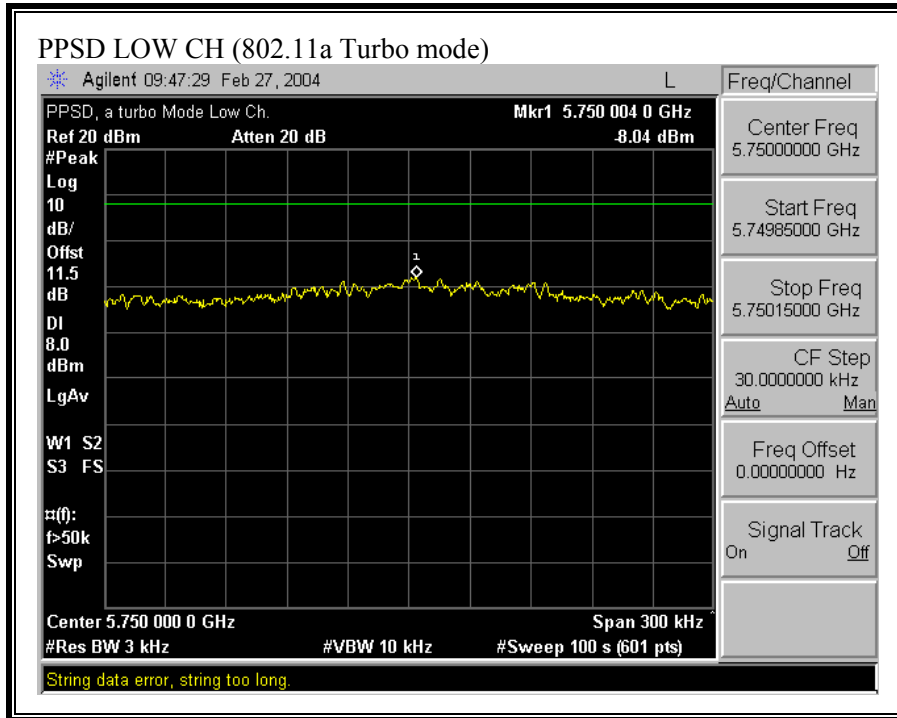 PPSD LOW CH (802.11a Turbo mode)
Agilent 09:47:29 Feb 27, 2004 L Freq/Channel
PPSD, a turbo Mode Low Ch. Mkr1 5.750 004 0 GHz
Ref 20 dBm Atten 20 dB -8.04 dBm
#Peak
Log
10
dB/
Offst
11.5
dB
DI
8.0
dBm
LgAv
W1 S2
S3 FS
¤(f):
f>50k
Swp
1
Center 5.750 000 0 GHz Span 300 kHz ^
#Res BW 3 kHz #VBW 10 kHz #Sweep 100 s (601 pts)
String data error, string too long.
Center Freq
5.75000000 GHz
Start Freq
5.74985000 GHz
Stop Freq
5.75015000 GHz
CF Step
30.0000000 kHz
Auto Man
Freq Offset
0.00000000 Hz
Signal Track
On Off